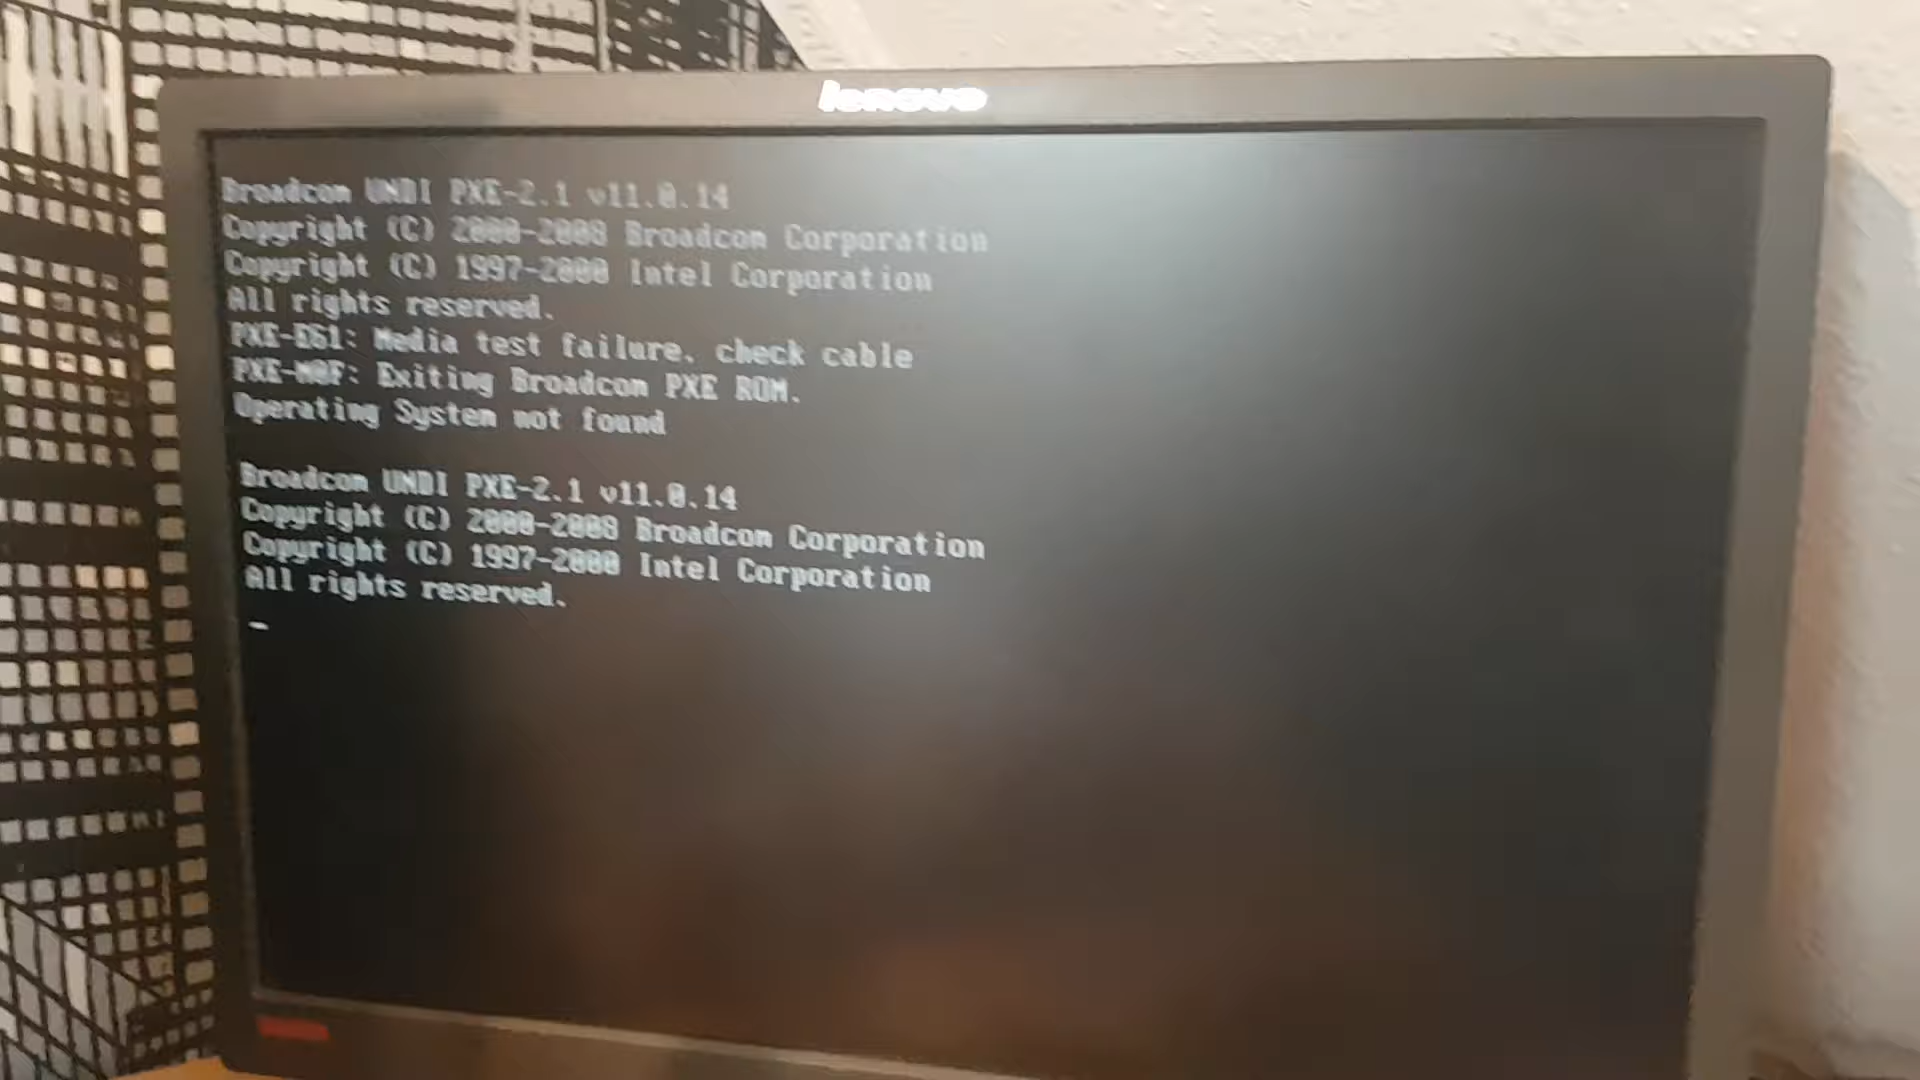 lenovo
Broadcom UNDI PXE-2.1 v11.0.14
Copyright (C) 2000-2008 Broadcom Corporation
Copyright (C) 1997-2000 Intel Corporation
All rights reserved.
PXE-E61: Media test failure, check cable
PXE-M0F: Exiting Broadcom PXE ROM.
Operating System not found
Broadcom UNDI PXE-2.1 v11.0.14
Copyright (C) 2000-2008 Broadcom Corporation
Copyright (C) 1997-2000 Intel Corporation
All rights reserved.